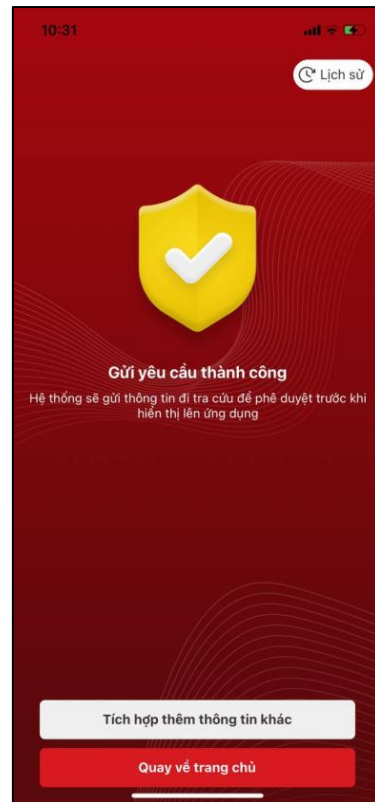 10:31
Lịch sử
Gửi yêu cầu thành công
Hệ thống sẽ gửi thông tin đi tra cứu để phê duyệt trước khi
hiển thị lên ứng dụng
Tích hợp thêm thông tin khác
Quay về trang chủ